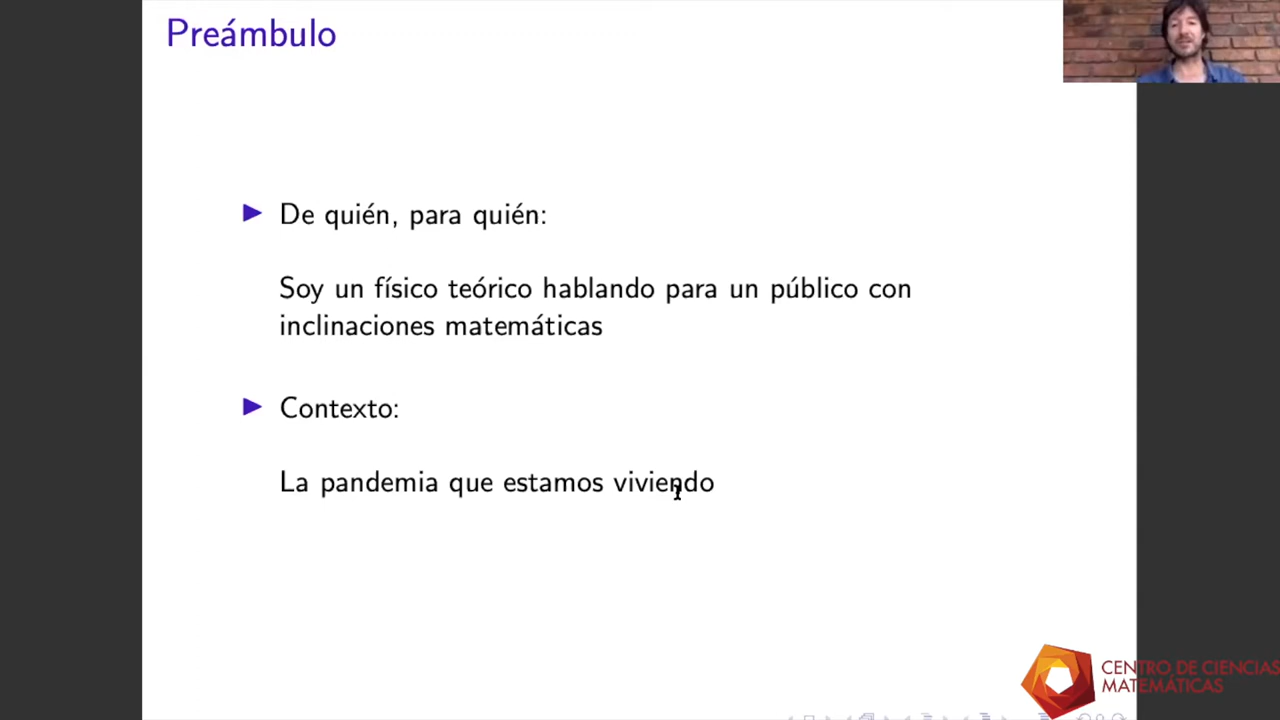 Preámbulo
De quién, para quién:
Soy un físico teórico hablando para un público con
inclinaciones matemáticas
Contexto:
La pandemia que estamos viviendo
CENTRO DE CIENCIAS
MATEMÁTICAS